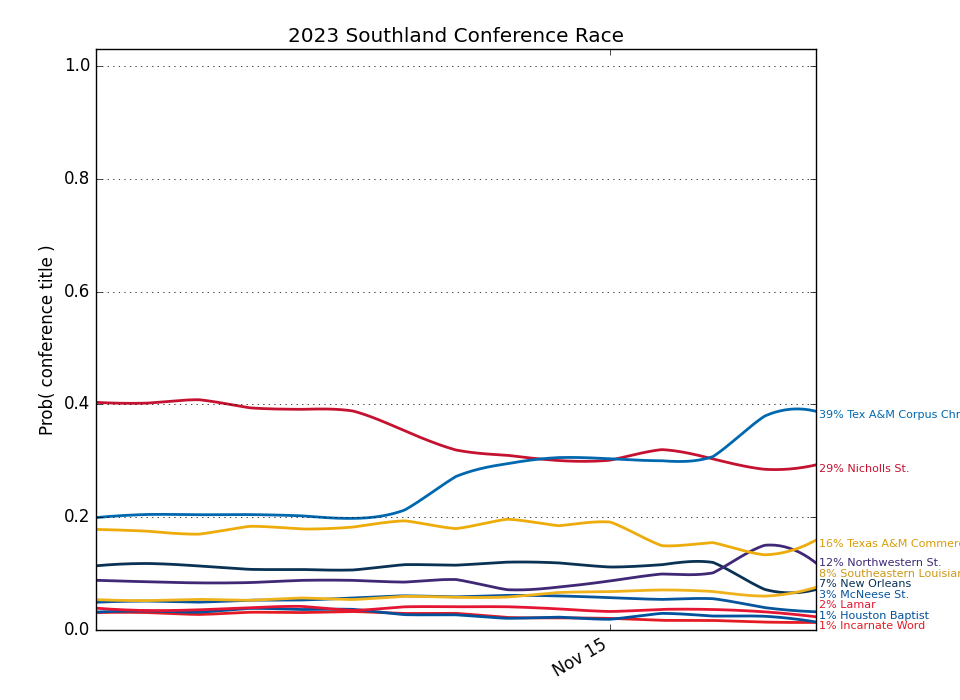 2023 Southland Conference Race
Prob( conference title )
1.0
0.8
0.6
0.4
0.2
0.0
Nov 15
39% Tex A&M Corpus Chr
29% Nicholls St.
16% Texas A&M Commerc
12% Northwestern St.
8% Southeastern Louisian
7% New Orleans
3% McNeese St.
2% Lamar
1% Houston Baptist
1% Incarnate Word